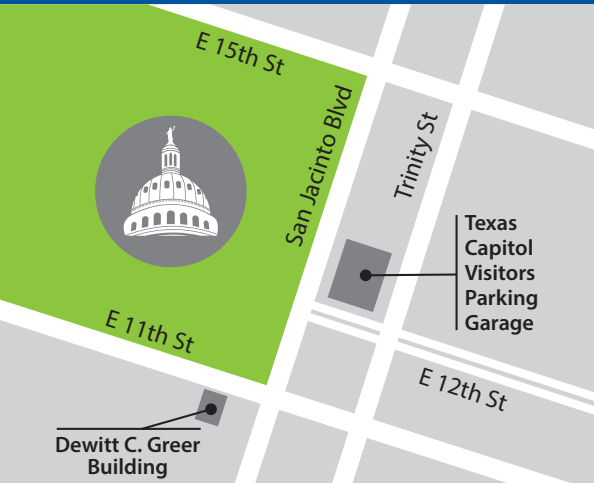 E 15th St
San Jacinto Blvd
Trinity St
Texas
Capitol
Visitors
Parking
Garage
E 11th St
E 12th St
Dewitt C. Greer
Building